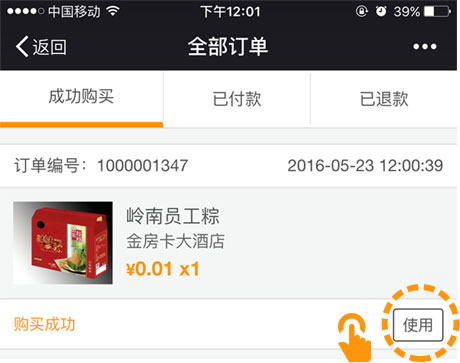 中国移动 下午12:01 39%
返回 全部订单
成功购买 已付款 已退款
订单编号：1000001347 2016-05-23 12:00:39
岭南员工粽
金房卡大酒店
¥0.01 x1
购买成功 使用